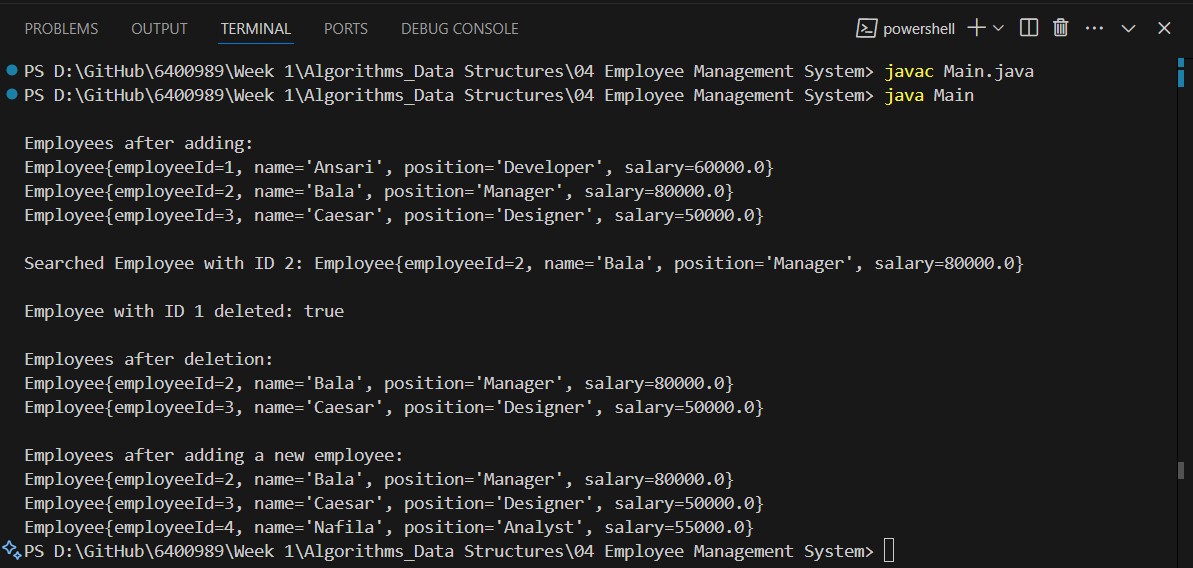 PROBLEMS OUTPUT TERMINAL PORTS DEBUG CONSOLE powershell
PS D:\GitHub\6400989\Week 1\Algorithms_Data Structures\04 Employee Management System> javac Main.java
PS D:\GitHub\6400989\Week 1\Algorithms_Data Structures\04 Employee Management System> java Main
Employees after adding:
Employee{employeeId=1, name='Ansari', position='Developer', salary=60000.0}
Employee{employeeId=2, name='Bala', position='Manager', salary=80000.0}
Employee{employeeId=3, name='Caesar', position='Designer', salary=50000.0}
Searched Employee with ID 2: Employee{employeeId=2, name='Bala', position='Manager', salary=80000.0}
Employee with ID 1 deleted: true
Employees after deletion:
Employee{employeeId=2, name='Bala', position='Manager', salary=80000.0}
Employee{employeeId=3, name='Caesar', position='Designer', salary=50000.0}
Employees after adding a new employee:
Employee{employeeId=2, name='Bala', position='Manager', salary=80000.0}
Employee{employeeId=3, name='Caesar', position='Designer', salary=50000.0}
Employee{employeeId=4, name='Nafila', position='Analyst', salary=55000.0}
PS D:\GitHub\6400989\Week 1\Algorithms_Data Structures\04 Employee Management System>